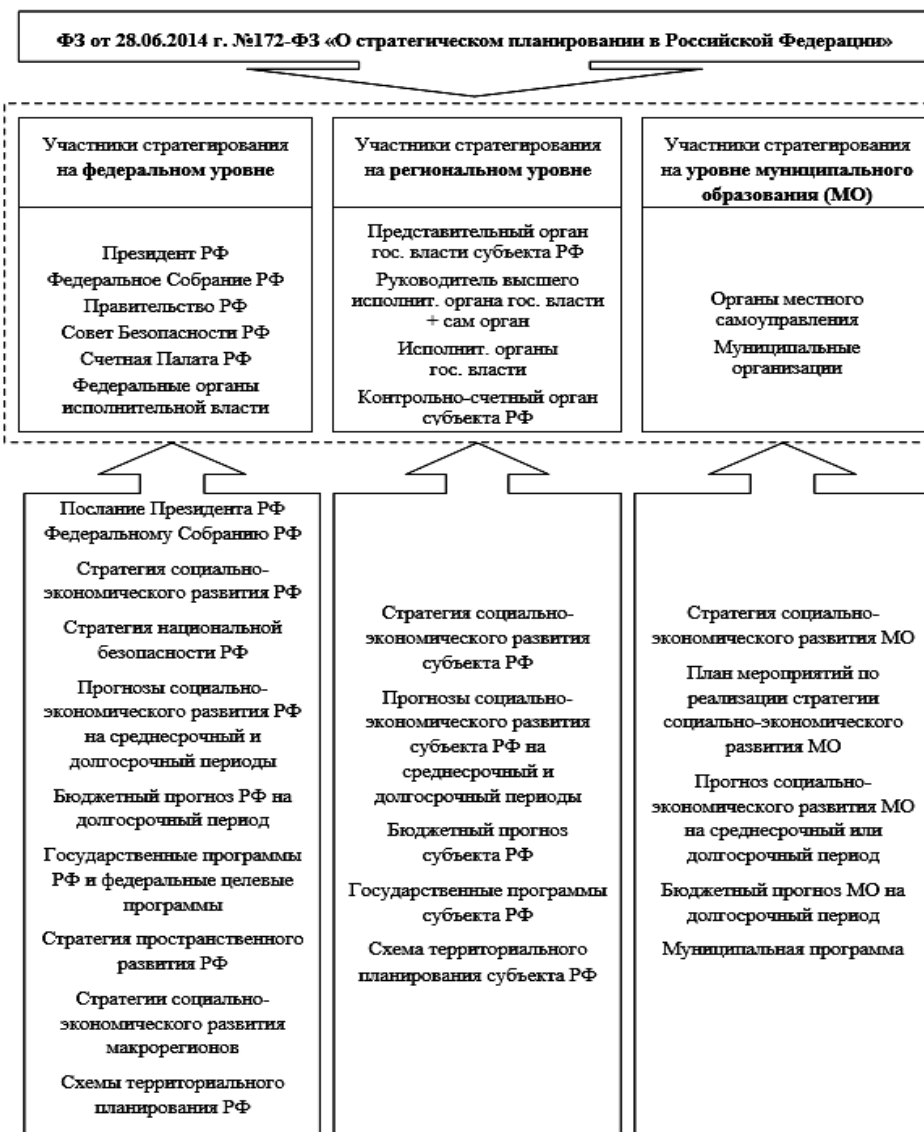 ФЗ от 28.06.2014 г. №172-ФЗ «О стратегическом планировании в Российской Федерации»
Участники стратегирования
на федеральном уровне
Президент РФ
Федеральное Собрание РФ
Правительство РФ
Совет Безопасности РФ
Счетная Палата РФ
Федеральные органы
исполнительной власти
Участники стратегирования
на региональном уровне
Представительный орган
гос. власти субъекта РФ
Руководитель высшего
исполнит. органа гос. власти
+ сам орган
Исполнит. органы
гос. власти
Контрольно-счетный орган
субъекта РФ
Участники стратегирования
на уровне муниципального
образования (МО)
Органы местного
самоуправления
Муниципальные
организации
Послание Президента РФ
Федеральному Собранию РФ
Стратегия социально-
экономического развития РФ
Стратегия национальной
безопасности РФ
Прогнозы социально-
экономического развития РФ
на среднесрочный и
долгосрочный периоды
Бюджетный прогноз РФ на
долгосрочный период
Государственные программы
РФ и федеральные целевые
программы
Стратегия пространственного
развития РФ
Стратегии социально-
экономического развития
макрорегионов
Схемы территориального
планирования РФ
Стратегия социально-
экономического развития
субъекта РФ
Прогнозы социально-
экономического развития
субъекта РФ на
среднесрочный и
долгосрочный периоды
Бюджетный прогноз
субъекта РФ
Государственные программы
субъекта РФ
Схема территориального
планирования субъекта РФ
Стратегия социально-
экономического развития МО
План мероприятий по
реализации стратегии
социально-экономического
развития МО
Прогноз социально-
экономического развития МО
на среднесрочный или
долгосрочный период
Бюджетный прогноз МО на
долгосрочный период
Муниципальная программа